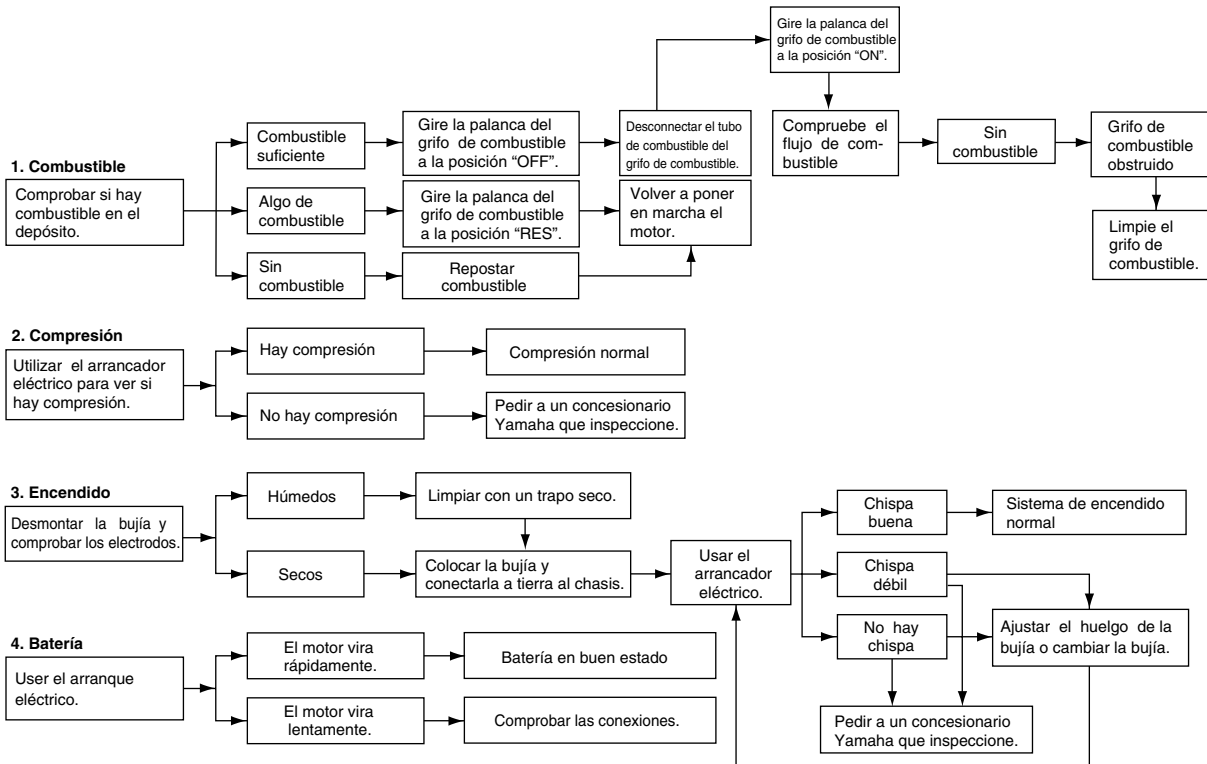 1. Combustible
Comprobar si hay
combustible en el
depósito.
Combustible
suficiente
Gire la palanca del
grifo de combustible
a la posición “OFF”.
Desconnectar el tubo
de combustible del
grifo de combustible.
Gire la palanca del
grifo de combustible
a la posición “ON”.
Compruebe el
flujo de com-
bustible
Sin
combustible
Grifo de
combustible
obstruido
Limpie el
grifo de
combustible.
Algo de
combustible
Gire la palanca del
grifo de combustible
a la posición “RES”.
Volver a poner
en marcha el
motor.
Sin
combustible
Repostar
combustible
2. Compresión
Utilizar el arrancador
eléctrico para ver si
hay compresión.
Hay compresión
Compresión normal
No hay compresión
Pedir a un concesionario
Yamaha que inspeccione.
3. Encendido
Desmontar la bujía y
comprobar los electrodos.
Húmedos
Limpiar con un trapo seco.
Secos
Colocar la bujía y
conectarla a tierra al chasis.
Usar el
arrancador
eléctrico.
Chispa
buena
Sistema de encendido
normal
Chispa
débil
No hay
chispa
Ajustar el huelgo de la
bujía o cambiar la bujía.
Pedir a un concesionario
Yamaha que inspeccione.
4. Batería
User el arranque
eléctrico.
El motor vira
rápidamente.
Batería en buen estado
El motor vira
lentamente.
Comprobar las conexiones.